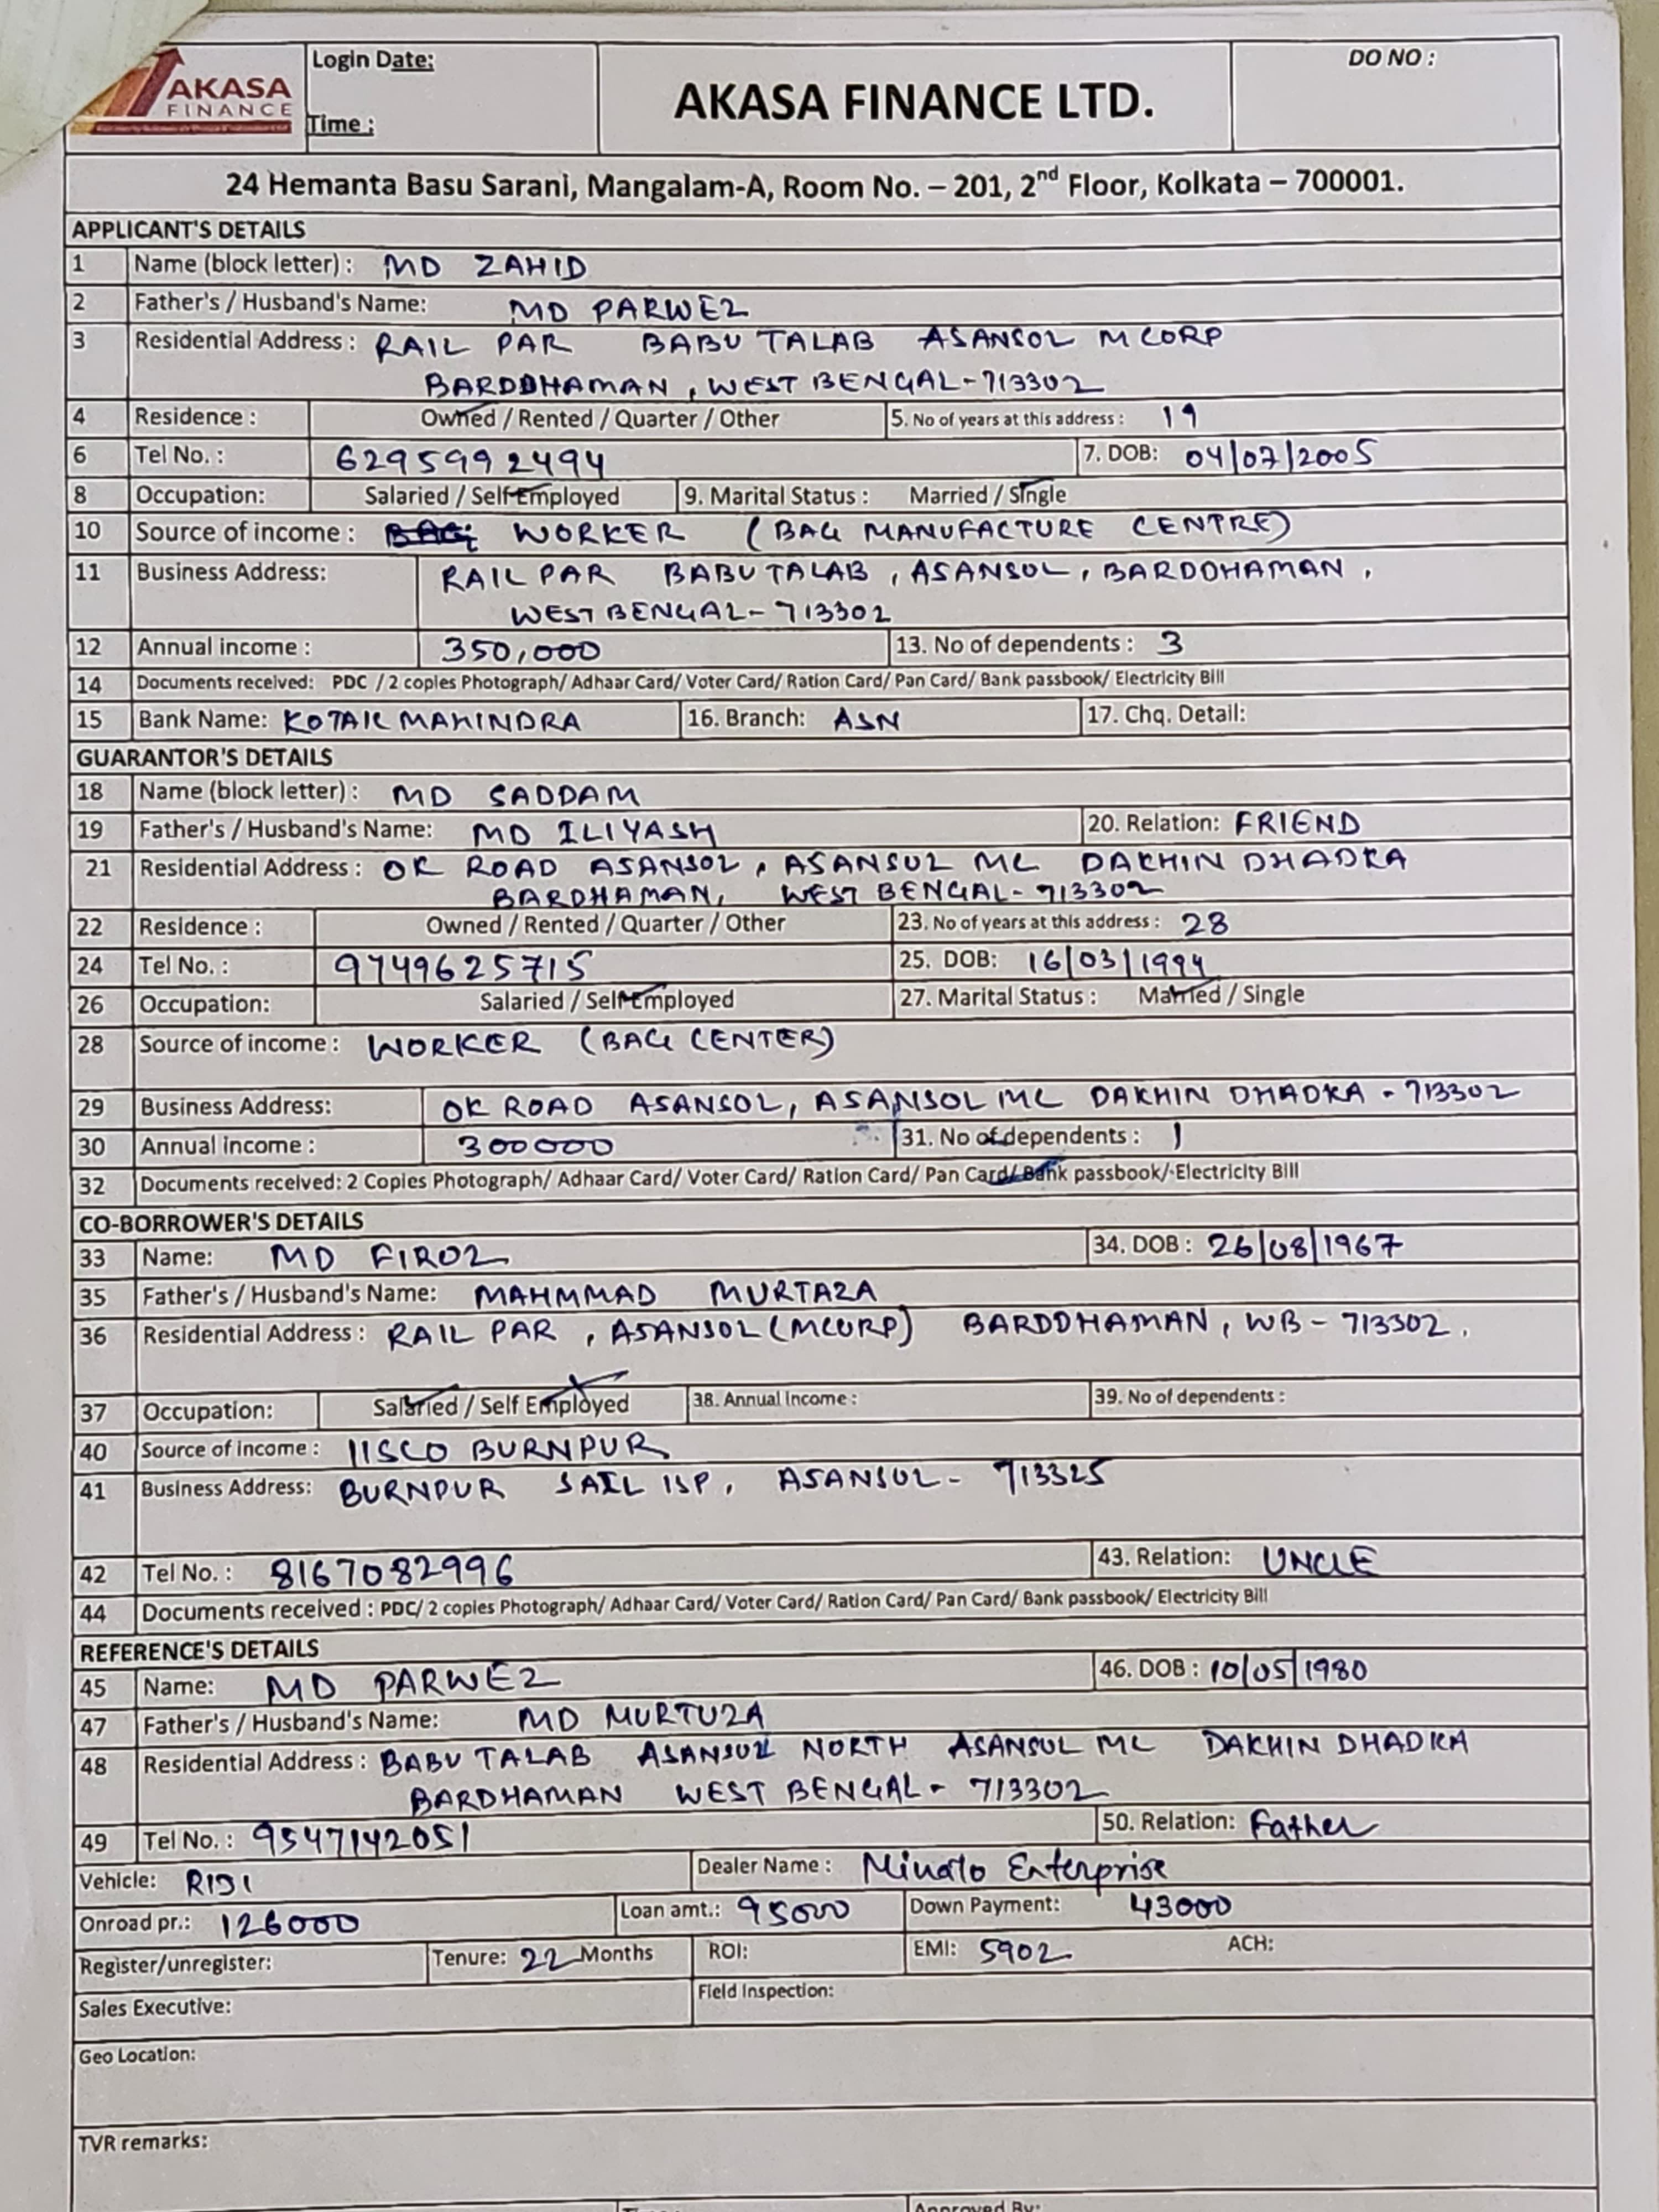 AKASA
FINANCE
Login Date:
Time :
AKASA FINANCE LTD.
DO NO :
24 Hemanta Basu Sarani, Mangalam-A, Room No. – 201, 2nd Floor, Kolkata – 700001.
APPLICANT'S DETAILS
1 Name (block letter) : MD ZAHID
2 Father's / Husband's Name: MD PARWEZ
3 Residential Address : RAIL PAR BABU TALAB ASANSOL M CORP
BARDDHAMAN, WEST BENGAL-713302
4 Residence : Owned / Rented / Quarter / Other 5. No of years at this address : 19
6 Tel No. : 6295992494 7. DOB: 04/07/2005
8 Occupation: Salaried / Self Employed 9. Marital Status : Married / Single
10 Source of income : WORKER (BAG MANUFACTURE CENTRE)
11 Business Address: RAIL PAR BABU TALAB, ASANSOL, BARDDHAMAN,
WEST BENGAL-713302
12 Annual income : 350,000 13. No of dependents : 3
14 Documents received: PDC / 2 coples Photograph/ Adhaar Card/ Voter Card/ Ration Card/ Pan Card/ Bank passbook/ Electricity Bill
15 Bank Name: KOTAK MAHINDRA 16. Branch: ASN 17. Chq. Detail:
GUARANTOR'S DETAILS
18 Name (block letter) : MD SADDAM
19 Father's / Husband's Name: MD ILIYASH 20. Relation: FRIEND
21 Residential Address : OK ROAD ASANSOL, ASANSOL MC DAKHIN DHADKA
BARDHAMAN, WEST BENGAL-713302
22 Residence : Owned / Rented / Quarter / Other 23. No of years at this address : 28
24 Tel No. : 9749625715 25. DOB: 16/03/1994
26 Occupation: Salaried / Self Employed 27. Marital Status : Married / Single
28 Source of income : WORKER (BAG CENTER)
29 Business Address: OK ROAD ASANSOL, ASANSOL MC DAKHIN DHADKA - 713302
30 Annual income : 300000 31. No of dependents : 1
32 Documents received: 2 Copies Photograph/ Adhaar Card/ Voter Card/ Ration Card/ Pan Card/ Bank passbook/ Electricity Bill
CO-BORROWER'S DETAILS
33 Name: MD FIROZ 34. DOB : 26/08/1967
35 Father's / Husband's Name: MAHMMAD MURTAZA
36 Residential Address : RAIL PAR, ASANSOL (MCORP) BARDDHAMAN, WB - 713302.
37 Occupation: Salaried / Self Employed 38. Annual Income : 39. No of dependents :
40 Source of income : IISCO BURNPUR
41 Business Address: BURNPUR SAIL ISP, ASANSOL - 713325
42 Tel No. : 8167082996 43. Relation: UNCLE
44 Documents received : PDC/ 2 coples Photograph/ Adhaar Card/ Voter Card/ Ration Card/ Pan Card/ Bank passbook/ Electricity Bill
REFERENCE'S DETAILS
45 Name: MD PARWEZ 46. DOB : 10/05/1980
47 Father's / Husband's Name: MD MURTUZA
48 Residential Address : BABU TALAB ASANSOL NORTH ASANSOL MC DAKHIN DHADKA
BARDHAMAN WEST BENGAL - 713302
49 Tel No. : 9547142051 50. Relation: Father
Vehicle: Dealer Name : Enterprise
Onroad pr.: 126000 Loan amt.: 95000 Down Payment: 43000
Register/unregister: Tenure: 22 Months ROI: EMI: 5902 ACH:
Sales Executive: Field Inspection:
Geo Location:
TVR remarks:
Approved By: